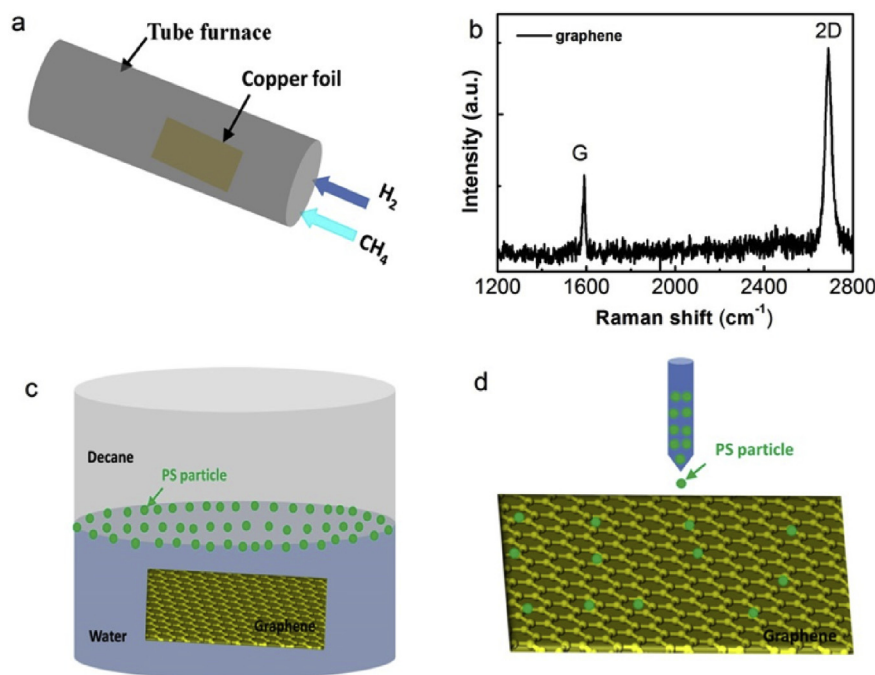 a
Tube furnace
Copper foil
H₂
CH₄
b
graphene
2D
G
Intensity (a.u.)
1200 1600 2000 2400 2800
Raman shift (cm⁻¹)
c
Decane
PS particle
Graphene
Water
d
PS particle
Graphene